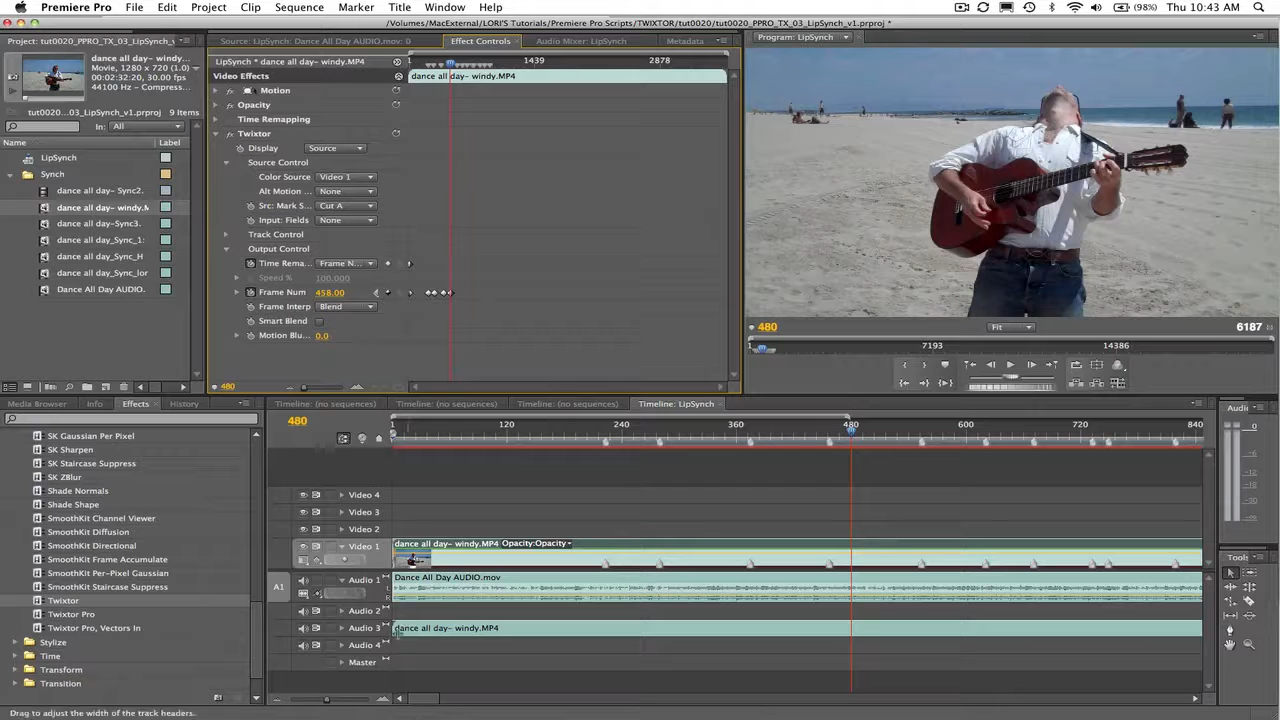 Premiere Pro File Edit Project Clip Sequence Marker Title Window Help (98%) Thu 10:43 AM
/Volumes/MacExternal/LORI'S Tutorials/Premiere Pro Scripts/TWIXTOR/tut0020/tut0020_PPRO_TX_03_LipSynch_v1.prproj *
Project: tut0020_PPRO_TX_03_LipSynch_v1.prproj
dance all day- windy....
Movie, 1280 x 720 (1.0)
00:02:32:20, 30.00 fps
44100 Hz - Compress...
tut0020...03_LipSynch_v1.prproj 9 Items
In: All
Name Label
LipSynch
Synch
dance all day- Sync2.
dance all day- windy.M
dance all day-Sync3.
dance all day_Sync_1:
dance all day_Sync_H
dance all day_Sync_lor
Dance All Day AUDIO.
Source: LipSynch: Dance All Day AUDIO.mov: 0 Effect Controls Audio Mixer: LipSynch Metadata
LipSynch * dance all day- windy.MP4 1 1439 2878
Video Effects dance all day- windy.MP4
Motion
Opacity
Time Remapping
Twixtor
Display Source
Source Control
Color Source Video 1
Alt Motion ... None
Src: Mark S... Cut A
Input: Fields None
Track Control
Output Control
Time Rema... Frame N...
Speed % 100.000
Frame Num 458.00
Frame Interp Blend
Smart Blend
Motion Blu... 0.0
480
Program: LipSynch
480 Fit 6187
1 7193 14386
Media Browser Info Effects History
SK Gaussian Per Pixel
SK Sharpen
SK Staircase Suppress
SK ZBlur
Shade Normals
Shade Shape
SmoothKit Channel Viewer
SmoothKit Diffusion
SmoothKit Directional
SmoothKit Frame Accumulate
SmoothKit Per-Pixel Gaussian
SmoothKit Staircase Suppress
Twixtor
Twixtor Pro
Twixtor Pro, Vectors In
Stylize
Time
Transform
Transition
Timeline: (no sequences) Timeline: (no sequences) Timeline: (no sequences) Timeline: LipSynch
480 1 120 240 360 480 600 720 840
Video 4
Video 3
Video 2
Video 1 dance all day- windy.MP4 Opacity:Opacity
A1 Audio 1 Dance All Day AUDIO.mov
L
R
Audio 2
Audio 3 dance all day- windy.MP4
Audio 4
Master
Audio
0
-6
-12
-18
-30
Tools
Drag to adjust the width of the track headers.